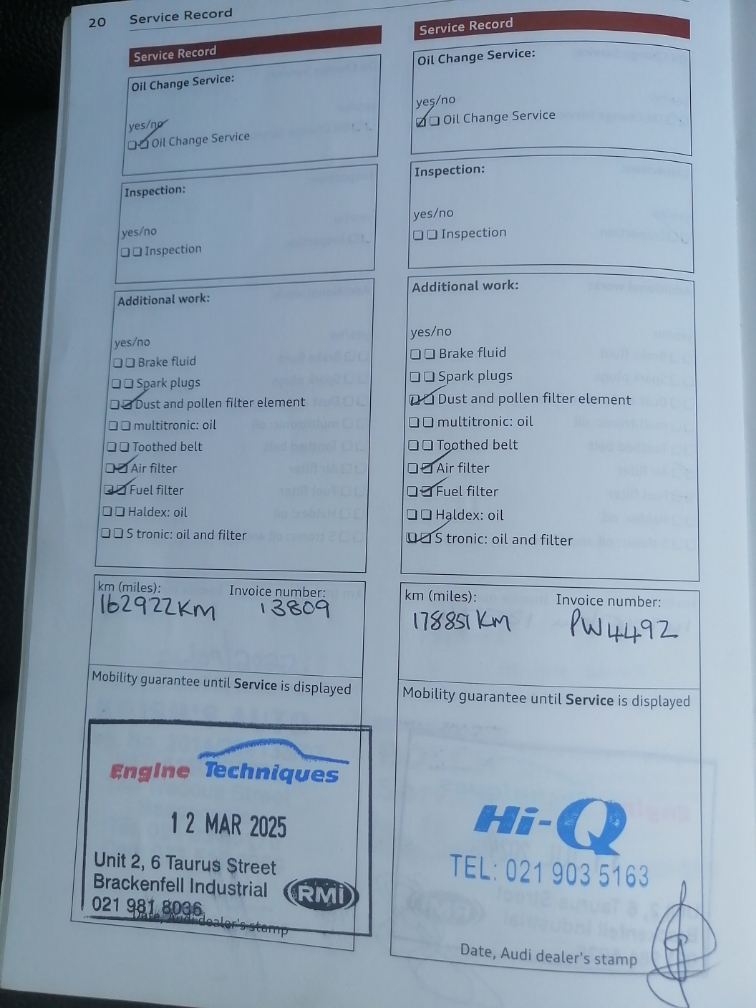 20 Service Record
Service Record
Oil Change Service:
yes/no
Oil Change Service
Inspection:
yes/no
Inspection
Additional work:
yes/no
Brake fluid
Spark plugs
Dust and pollen filter element
multitronic: oil
Toothed belt
Air filter
Fuel filter
Haldex: oil
S tronic: oil and filter
km (miles): Invoice number:
162922KM 13809
Mobility guarantee until Service is displayed
Engine Techniques
12 MAR 2025
Unit 2, 6 Taurus Street
Brackenfell Industrial
021 981 8036
RMI
Date, Audi dealer's stamp
Service Record
Oil Change Service:
yes/no
Oil Change Service
Inspection:
yes/no
Inspection
Additional work:
yes/no
Brake fluid
Spark plugs
Dust and pollen filter element
multitronic: oil
Toothed belt
Air filter
Fuel filter
Haldex: oil
S tronic: oil and filter
km (miles): Invoice number:
178851KM PW4492
Mobility guarantee until Service is displayed
Hi-Q
TEL: 021 903 5163
Date, Audi dealer's stamp